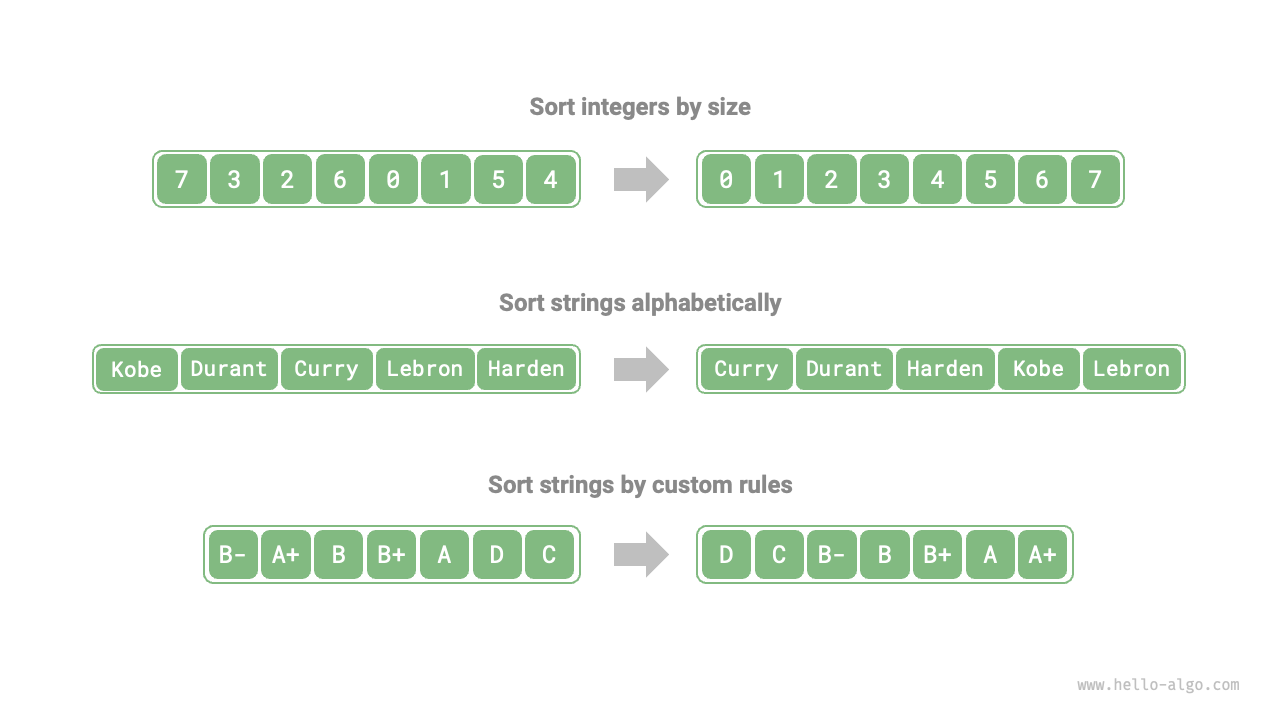 Sort integers by size
7 3 2 6 0 1 5 4 0 1 2 3 4 5 6 7
Sort strings alphabetically
Kobe Durant Curry Lebron Harden Curry Durant Harden Kobe Lebron
Sort strings by custom rules
B- A+ B B+ A D C D C B- B B+ A A+
www.hello-algo.com